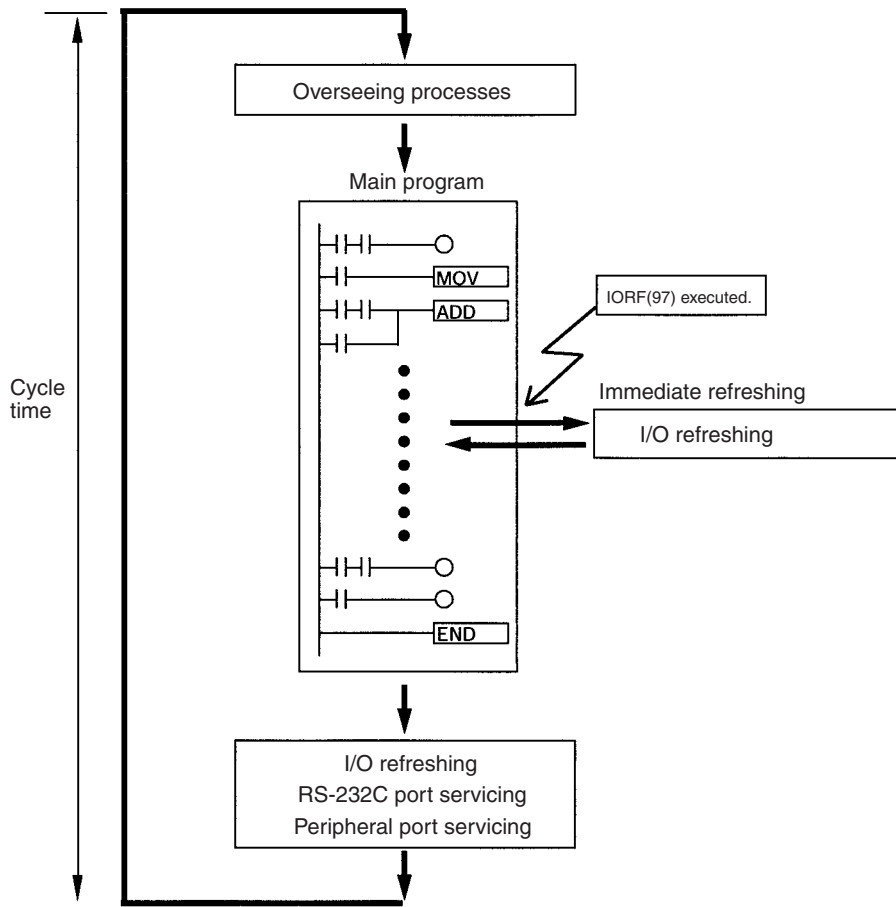 Overseeing processes
Main program
MOV
IORF(97) executed.
ADD
Cycle
time
Immediate refreshing
I/O refreshing
END
I/O refreshing
RS-232C port servicing
Peripheral port servicing